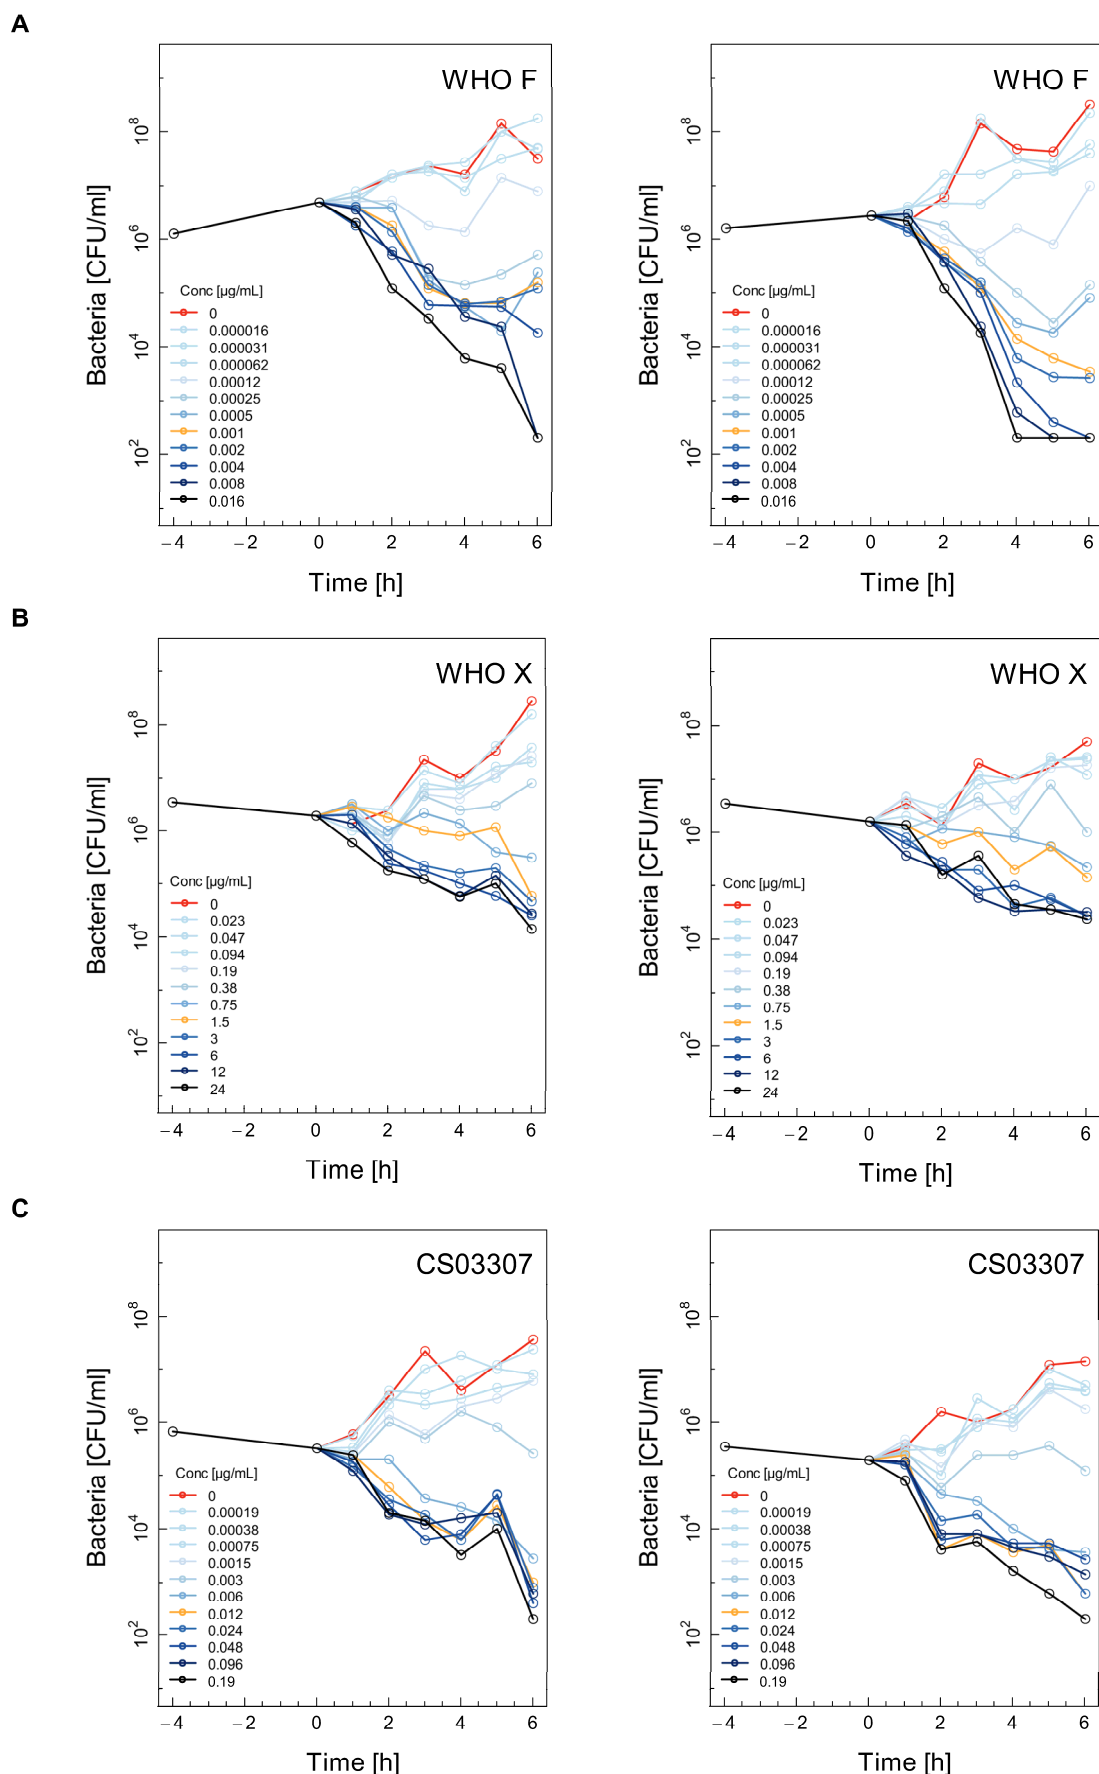 A
WHO F
Bacteria [CFU/ml]
10^8
10^6
10^4
10^2
Conc [µg/mL]
0
0.000016
0.000031
0.000062
0.00012
0.00025
0.0005
0.001
0.002
0.004
0.008
0.016
−4 −2 0 2 4 6
Time [h]
WHO F
Bacteria [CFU/ml]
10^8
10^6
10^4
10^2
Conc [µg/mL]
0
0.000016
0.000031
0.000062
0.00012
0.00025
0.0005
0.001
0.002
0.004
0.008
0.016
−4 −2 0 2 4 6
Time [h]
B
WHO X
Bacteria [CFU/ml]
10^8
10^6
10^4
10^2
Conc [µg/mL]
0
0.023
0.047
0.094
0.19
0.38
0.75
1.5
3
6
12
24
−4 −2 0 2 4 6
Time [h]
WHO X
Bacteria [CFU/ml]
10^8
10^6
10^4
10^2
Conc [µg/mL]
0
0.023
0.047
0.094
0.19
0.38
0.75
1.5
3
6
12
24
−4 −2 0 2 4 6
Time [h]
C
CS03307
Bacteria [CFU/ml]
10^8
10^6
10^4
10^2
Conc [µg/mL]
0
0.00019
0.00038
0.00075
0.0015
0.003
0.006
0.012
0.024
0.048
0.096
0.19
−4 −2 0 2 4 6
Time [h]
CS03307
Bacteria [CFU/ml]
10^8
10^6
10^4
10^2
Conc [µg/mL]
0
0.00019
0.00038
0.00075
0.0015
0.003
0.006
0.012
0.024
0.048
0.096
0.19
−4 −2 0 2 4 6
Time [h]